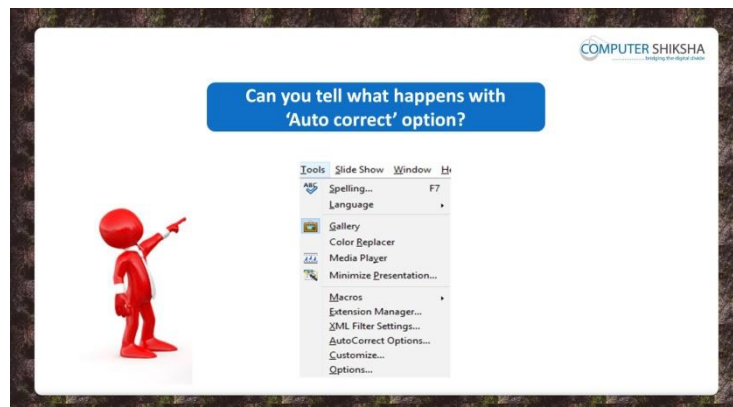 COMPUTER SHIKSHA
bridging the digital divide
Can you tell what happens with
'Auto correct' option?
Tools Slide Show Window He
ABC Spelling... F7
Language
Gallery
Color Replacer
Media Player
Minimize Presentation...
Macros
Extension Manager...
XML Filter Settings...
AutoCorrect Options...
Customize...
Options...